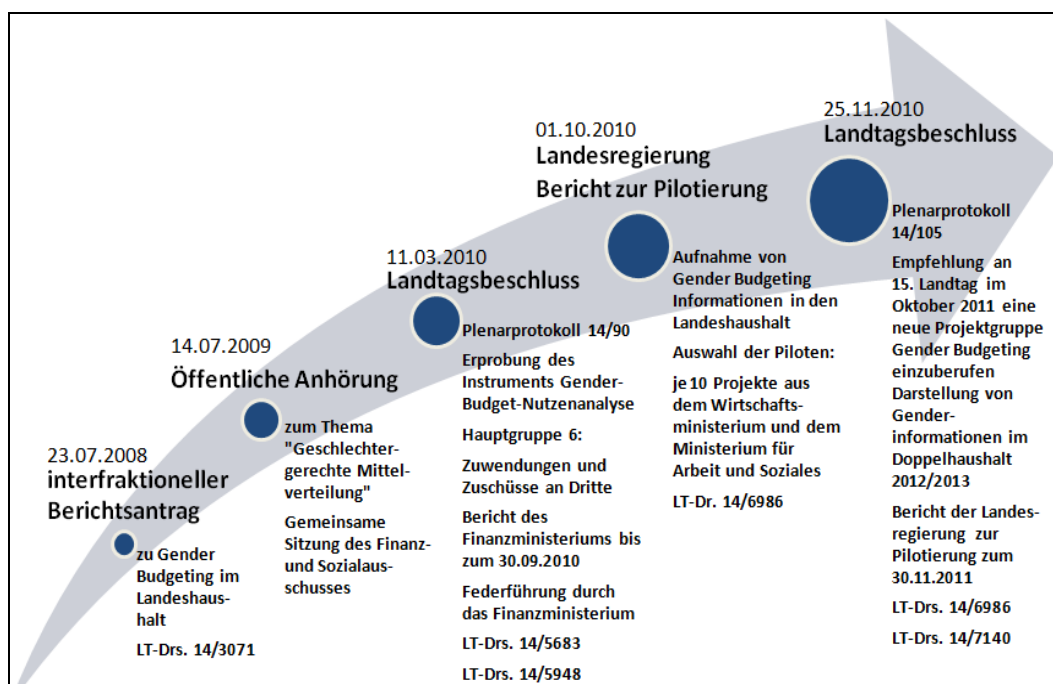 23.07.2008
interfraktioneller
Berichtsantrag
zu Gender
Budgeting im
Landeshaus-
halt
LT-Drs. 14/3071
14.07.2009
Öffentliche Anhörung
zum Thema
"Geschlechter-
gerechte Mittel-
verteilung"
Gemeinsame
Sitzung des Finanz-
und Sozialaus-
schusses
11.03.2010
Landtagsbeschluss
Plenarprotokoll 14/90
Erprobung des
Instruments Gender-
Budget-Nutzenanalyse
Hauptgruppe 6:
Zuwendungen und
Zuschüsse an Dritte
Bericht des
Finanzministeriums bis
zum 30.09.2010
Federführung durch
das Finanzministerium
LT-Drs. 14/5683
LT-Drs. 14/5948
01.10.2010
Landesregierung
Bericht zur Pilotierung
Aufnahme von
Gender Budgeting
Informationen in den
Landeshaushalt
Auswahl der Piloten:
je 10 Projekte aus
dem Wirtschafts-
ministerium und dem
Ministerium für
Arbeit und Soziales
LT-Dr. 14/6986
25.11.2010
Landtagsbeschluss
Plenarprotokoll
14/105
Empfehlung an
15. Landtag im
Oktober 2011 eine
neue Projektgruppe
Gender Budgeting
einzuberufen
Darstellung von
Gender-
informationen im
Doppelhaushalt
2012/2013
Bericht der Landes-
regierung zur
Pilotierung zum
30.11.2011
LT-Drs. 14/6986
LT-Drs. 14/7140